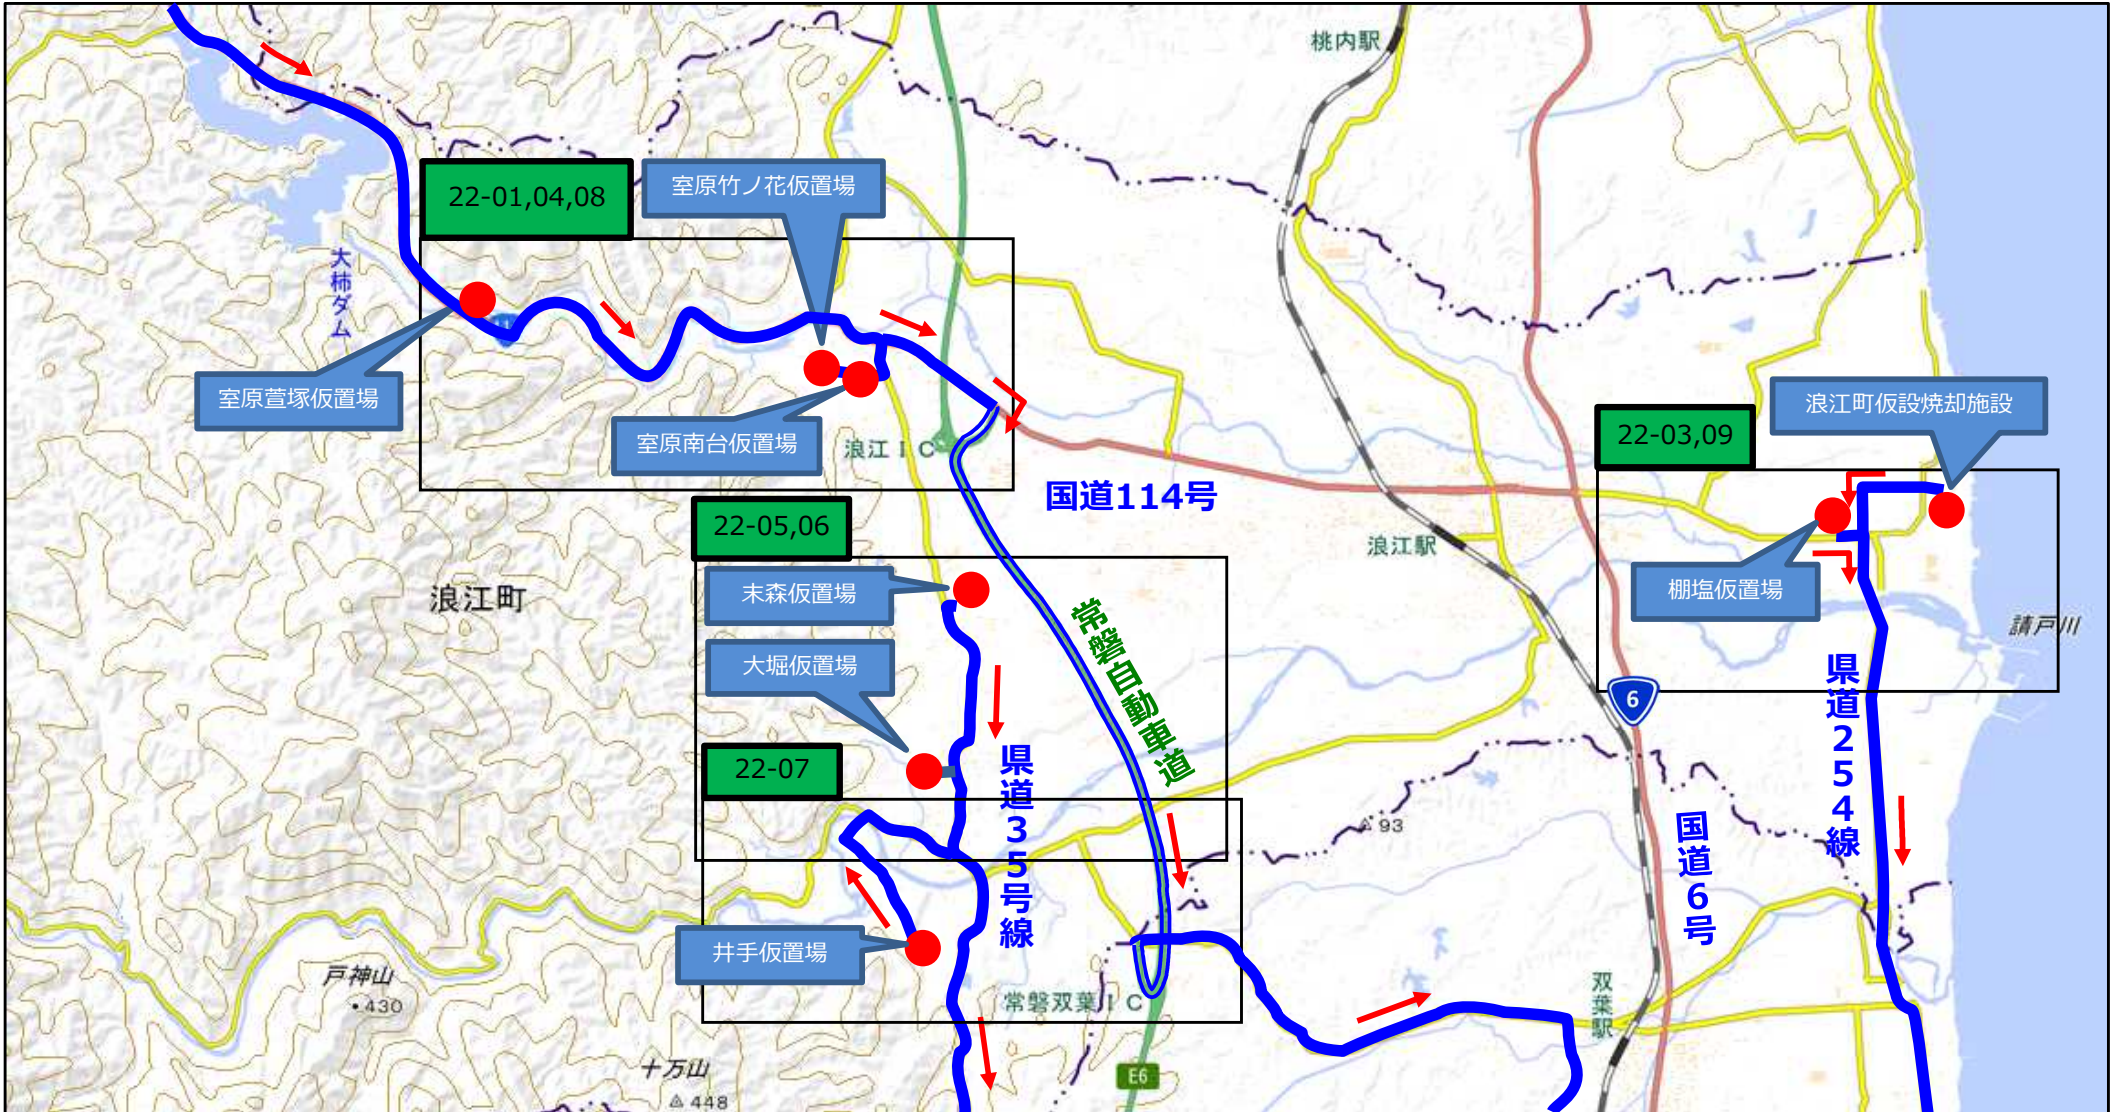 桃内駅
22-01,04,08
室原竹ノ花仮置場
大柿ダム
室原萱塚仮置場
室原南台仮置場
浪江IC
国道114号
22-03,09
浪江町仮設焼却施設
棚塩仮置場
浪江駅
請戸川
22-05,06
末森仮置場
大堀仮置場
浪江町
常磐自動車道
6
県道254線
22-07
県道35号線
93
国道6号
井手仮置場
戸神山
430
常磐双葉IC
双葉駅
十万山
448
E6